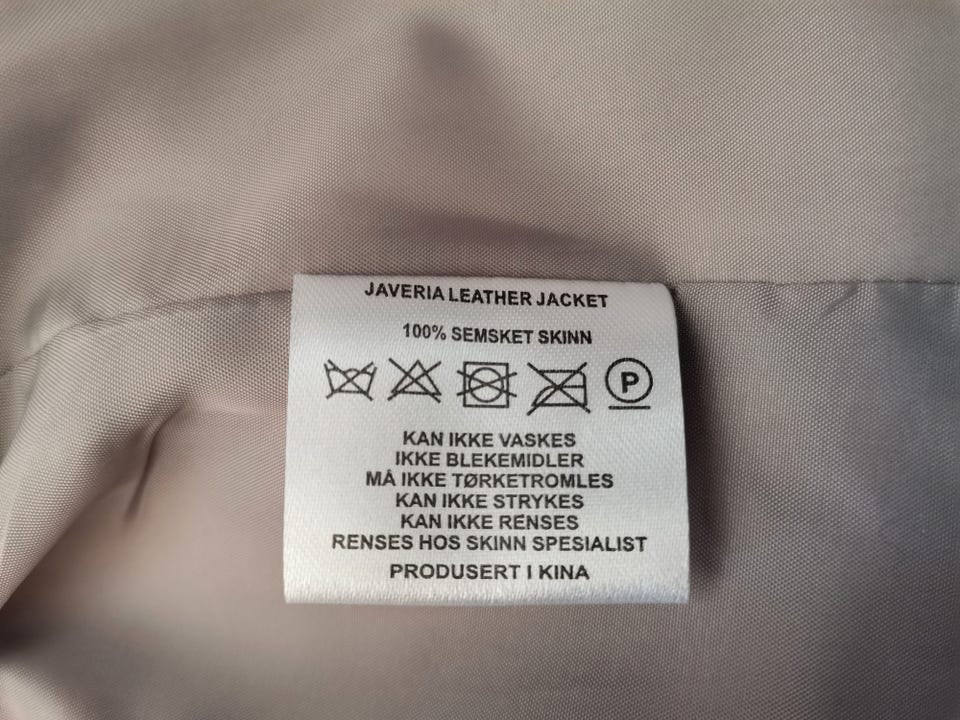 JAVERIA LEATHER JACKET
100% SEMSKET SKINN
P
KAN IKKE VASKES
IKKE BLEKEMIDLER
MÅ IKKE TØRKETROMLES
KAN IKKE STRYKES
KAN IKKE RENSES
RENSES HOS SKINN SPESIALIST
PRODUSERT I KINA